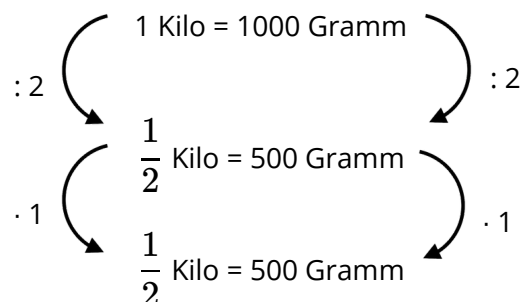 1 Kilo = 1000 Gramm
: 2 : 2
1/2 Kilo = 500 Gramm
· 1 · 1
1/2 Kilo = 500 Gramm